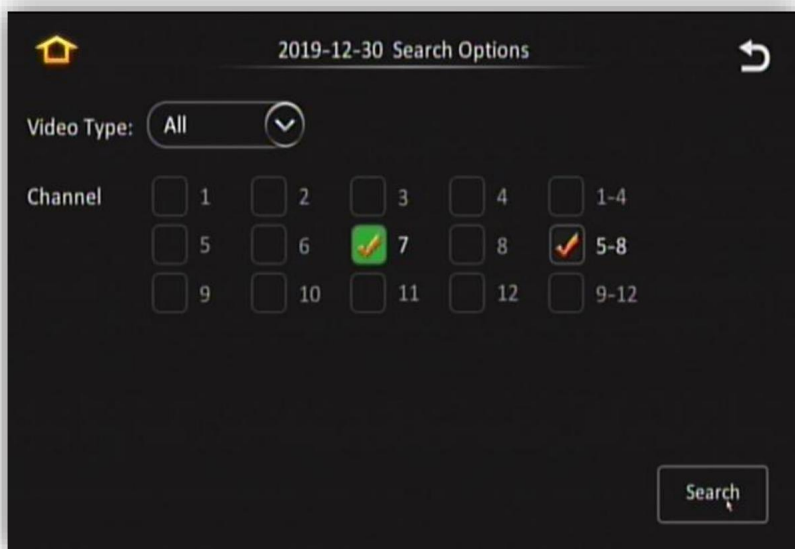 2019-12-30 Search Options
Video Type: All
Channel 1 2 3 4 1-4
5 6 7 8 5-8
9 10 11 12 9-12
Search